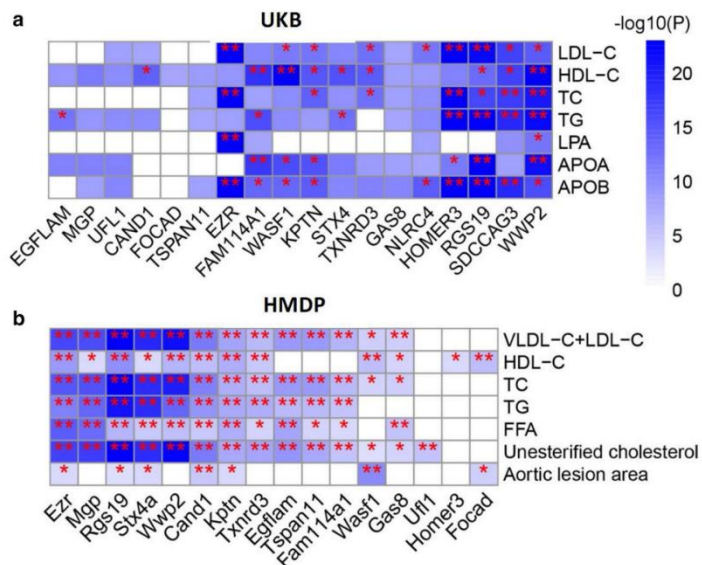 a
UKB
-log10(P)
LDL-C
HDL-C
TC
TG
LPA
APOA
APOB
20
15
10
5
0
EGFLAM
MGP
UFL1
CAND1
FOCAD
TSPAN11
EZR
FAM114A1
WASF1
KPTN
STX4
TXNRD3
GAS8
NLRC4
HOMER3
RGS19
SDCCAG3
WWP2
b
HMDP
VLDL-C+LDL-C
HDL-C
TC
TG
FFA
Unesterified cholesterol
Aortic lesion area
Ezr
Mgp
Rgs19
Stx4a
Wwp2
Cand1
Kptn
Txnrd3
Egflam
Tspan11
Fam114a1
Wasf1
Gas8
Ufl1
Homer3
Focad